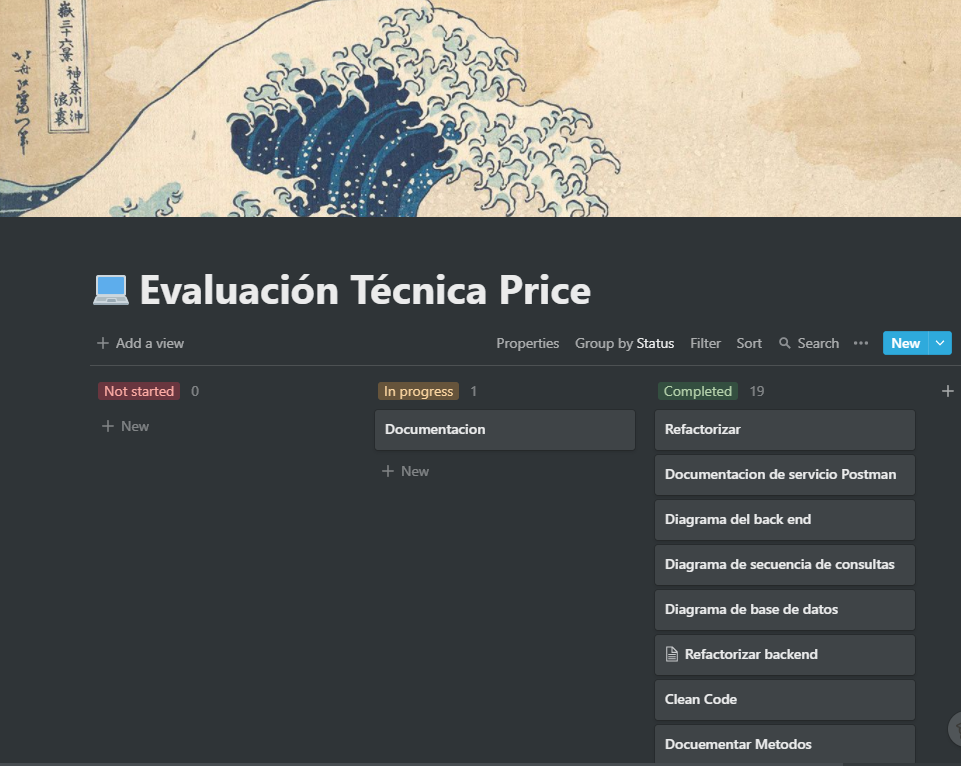 嶽三十六景 神奈川沖
浪裏
Evaluación Técnica Price
Add a view
Properties Group by Status Filter Sort Search New
Not started 0
In progress 1
Completed 19
New
Documentacion
New
Refactorizar
Documentacion de servicio Postman
Diagrama del back end
Diagrama de secuencia de consultas
Diagrama de base de datos
Refactorizar backend
Clean Code
Docuementar Metodos